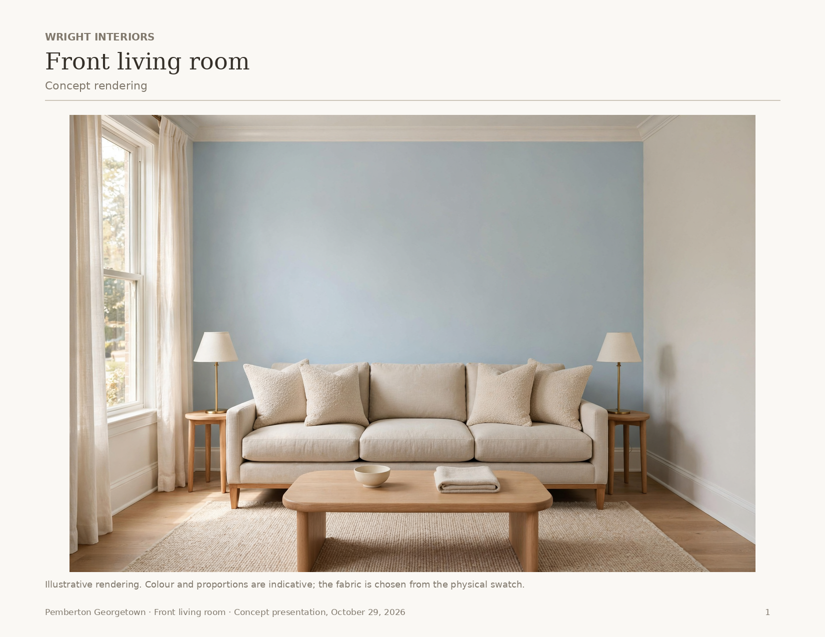 WRIGHT INTERIORS
Front living room
Concept rendering
Illustrative rendering. Colour and proportions are indicative; the fabric is chosen from the physical swatch.
Pemberton Georgetown · Front living room · Concept presentation, October 29, 2026
1